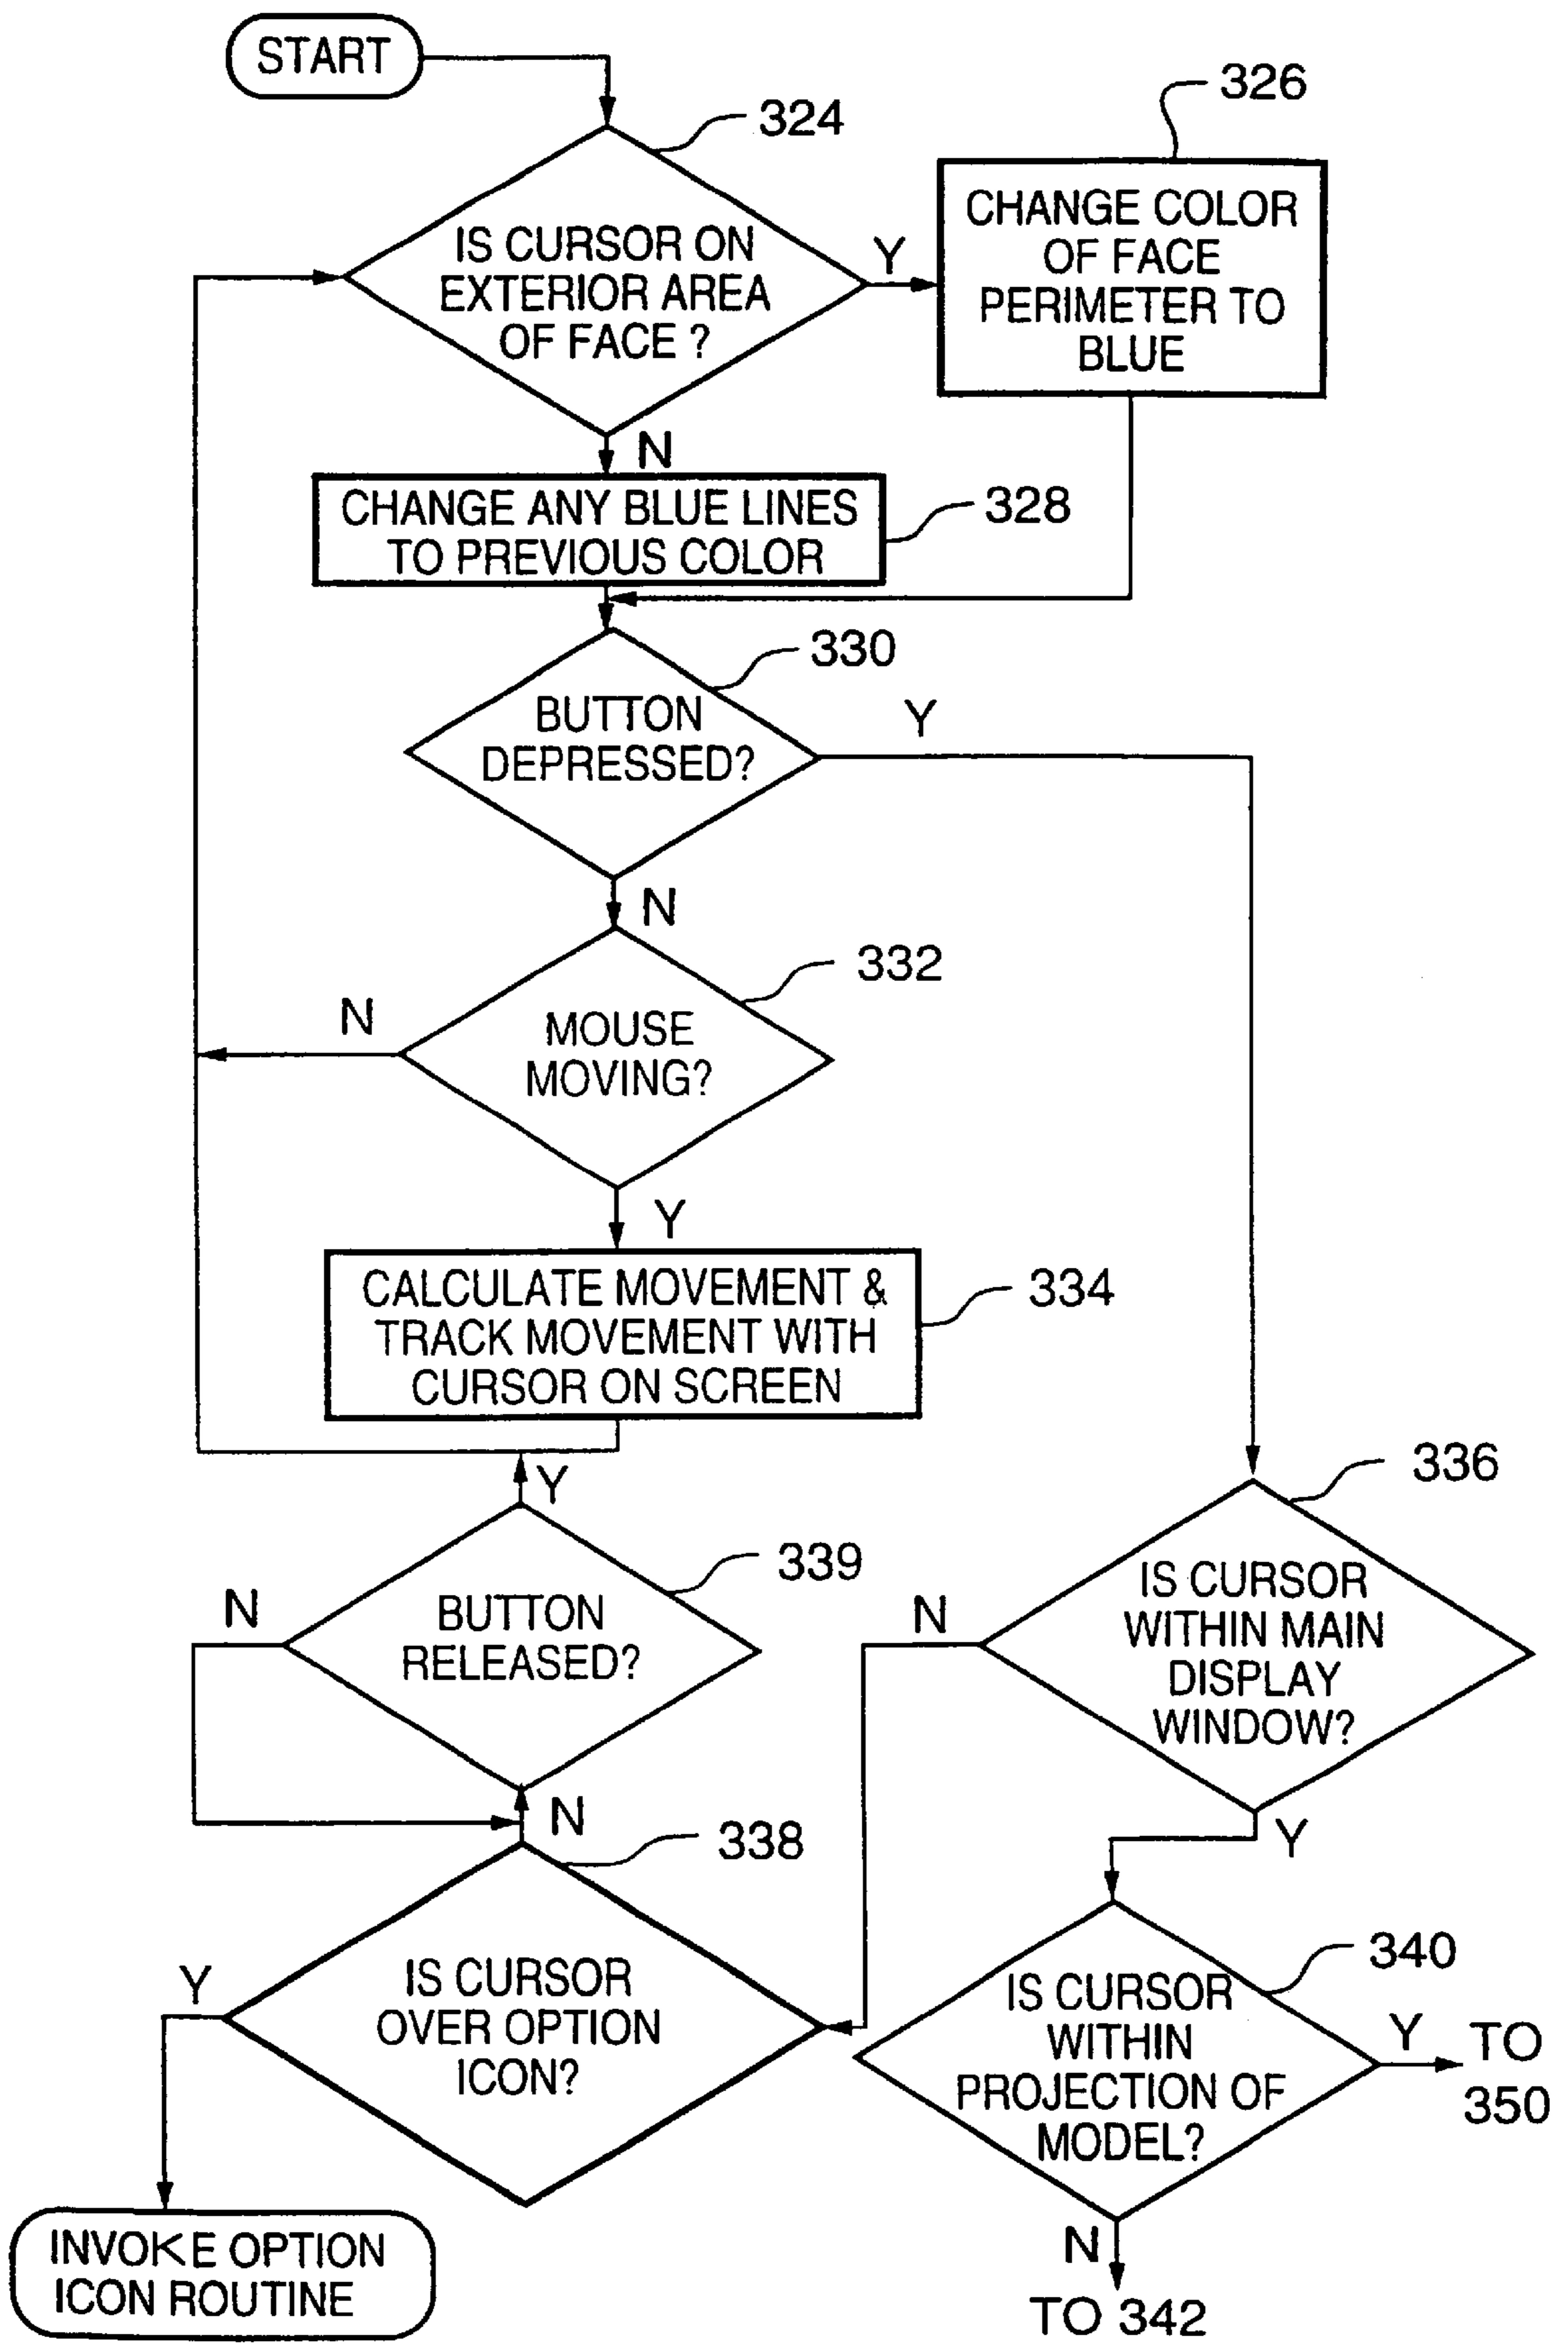 START
324
326
IS CURSOR ON
EXTERIOR AREA
OF FACE ?
Y
CHANGE COLOR
OF FACE
PERIMETER TO
BLUE
N
CHANGE ANY BLUE LINES
TO PREVIOUS COLOR
328
330
BUTTON
DEPRESSED?
Y
N
332
MOUSE
MOVING?
N
Y
CALCULATE MOVEMENT &
TRACK MOVEMENT WITH
CURSOR ON SCREEN
334
Y
339
BUTTON
RELEASED?
N
336
IS CURSOR
WITHIN MAIN
DISPLAY
WINDOW?
N
Y
N
338
IS CURSOR
OVER OPTION
ICON?
Y
340
IS CURSOR
WITHIN
PROJECTION OF
MODEL?
Y
TO
350
N
TO 342
INVOKE OPTION
ICON ROUTINE